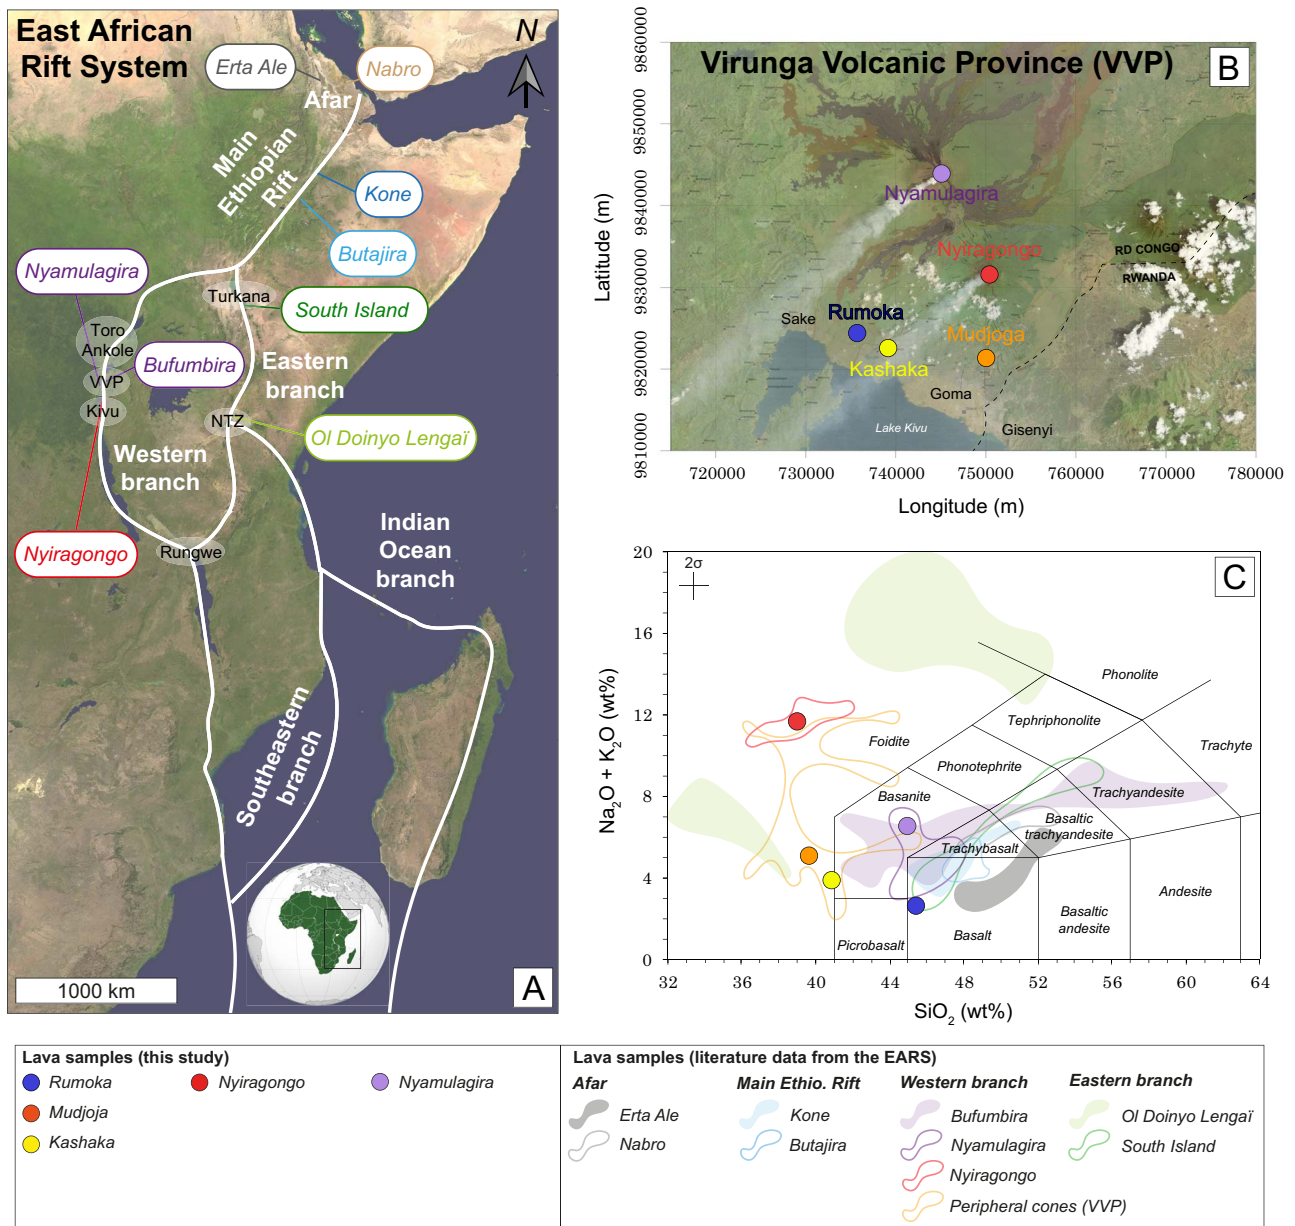 East African
Rift System
N
Erta Ale
Nabro
Afar
Main
Ethiopian
Rift
Kone
Butajira
Nyamulagira
Turkana
South Island
Toro
Ankole
Bufumbira
VVP
Eastern
branch
Kivu
NTZ
Ol Doinyo Lengaï
Western
branch
Nyiragongo
Rungwe
Indian
Ocean
branch
Southeastern
branch
1000 km
A
Virunga Volcanic Province (VVP)
B
Latitude (m)
9860000
9850000
9840000
9830000
9820000
9810000
Nyamulagira
Nyiragongo
RD CONGO
RWANDA
Sake
Rumoka
Mudjoga
Kashaka
Goma
Lake Kivu
Gisenyi
720000 730000 740000 750000 760000 770000 780000
Longitude (m)
C
2σ
Na2O + K2O (wt%)
20
16
12
8
4
0
Phonolite
Tephriphonolite
Foidite
Trachyte
Phonotephrite
Basanite
Trachyandesite
Basaltic
trachyandesite
Trachybasalt
Andesite
Basaltic
andesite
Picrobasalt
Basalt
32 36 40 44 48 52 56 60 64
SiO2 (wt%)
Lava samples (this study)
Rumoka
Nyiragongo
Nyamulagira
Mudjoja
Kashaka
Lava samples (literature data from the EARS)
Afar
Erta Ale
Nabro
Main Ethio. Rift
Kone
Butajira
Western branch
Bufumbira
Nyamulagira
Nyiragongo
Peripheral cones (VVP)
Eastern branch
Ol Doinyo Lengaï
South Island